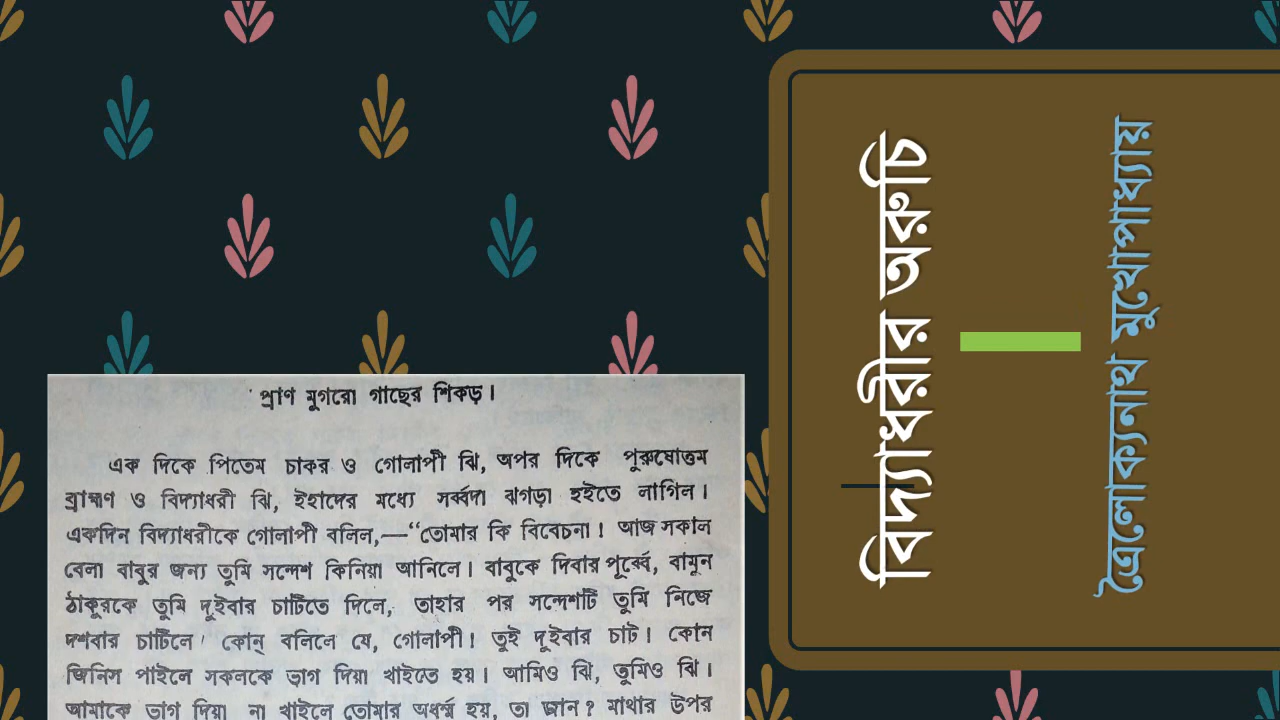 প্রাণ মুগরো গাছের শিকড়।
এক দিকে পিতেম চাকর ও গোলাপী ঝি, অপর দিকে পুরুষোত্তম
ব্রাহ্মণ ও বিদ্যাধরী ঝি, ইহাদের মধ্যে সর্ব্বদা ঝগড়া হইতে লাগিল।
একদিন বিদ্যাধরীকে গোলাপী বলিল,—“তোমার কি বিবেচনা! আজ সকাল
বেলা বাবুর জন্য তুমি সন্দেশ কিনিয়া আনিলে। বাবুকে দিবার পূর্ব্বে, বামুন
ঠাকুরকে তুমি দুইবার চাটিতে দিলে, তাহার পর সন্দেশটি তুমি নিজে
দশবার চাটিলে। কোন্ বলিলে যে, গোলাপী! তুই দুইবার চাট। কোন
জিনিস পাইলে সকলকে ভাগ দিয়া খাইতে হয়। আমিও ঝি, তুমিও ঝি।
আমাকে ভাগ দিয়া না খাইলে তোমার অধর্ম্ম হয়, তা জান? মাথার উপর
বিদ্যাধরীর অরুচি
ত্রৈলোক্যনাথ মুখোপাধ্যায়